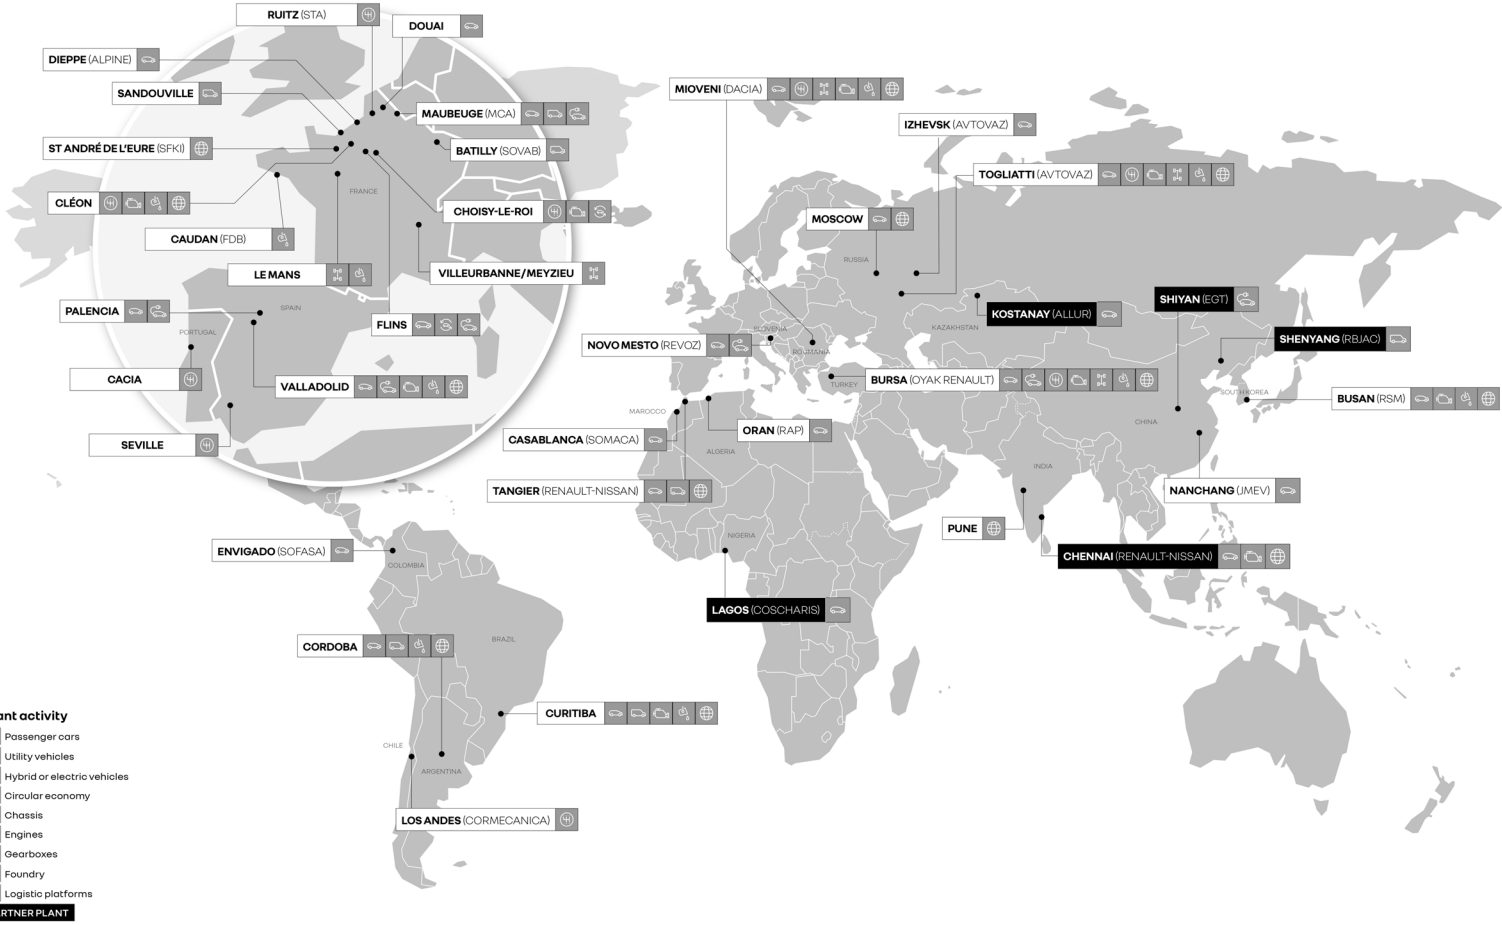 RUITZ (STA)
DOUAI
DIEPPE (ALPINE)
SANDOUVILLE
MAUBEUGE (MCA)
MIOVENI (DACIA)
IZHEVSK (AVTOVAZ)
ST ANDRÉ DE L'EURE (SFKI)
BATILLY (SOVAB)
TOGLIATTI (AVTOVAZ)
FRANCE
CLÉON
CHOISY-LE-ROI
MOSCOW
CAUDAN (FDB)
RUSSIA
LE MANS
VILLEURBANNE/MEYZIEU
SHIYAN (EGT)
PALENCIA
SPAIN
KOSTANAY (ALLUR)
PORTUGAL
FLINS
SLOVENIA
KAZAKHSTAN
SHENYANG (RBJAC)
NOVO MESTO (REVOZ)
ROUMANIA
CACIA
VALLADOLID
TURKEY
BURSA (OYAK RENAULT)
SOUTH KOREA
BUSAN (RSM)
MAROCCO
CHINA
SEVILLE
CASABLANCA (SOMACA)
ORAN (RAP)
ALGERIA
INDIA
TANGIER (RENAULT-NISSAN)
NANCHANG (JMEV)
PUNE
NIGERIA
ENVIGADO (SOFASA)
COLOMBIA
CHENNAI (RENAULT-NISSAN)
LAGOS (COSCHARIS)
CORDOBA
BRAZIL
CURITIBA
CHILE
ARGENTINA
LOS ANDES (CORMECANICA)
ant activity
Passenger cars
Utility vehicles
Hybrid or electric vehicles
Circular economy
Chassis
Engines
Gearboxes
Foundry
Logistic platforms
RTNER PLANT